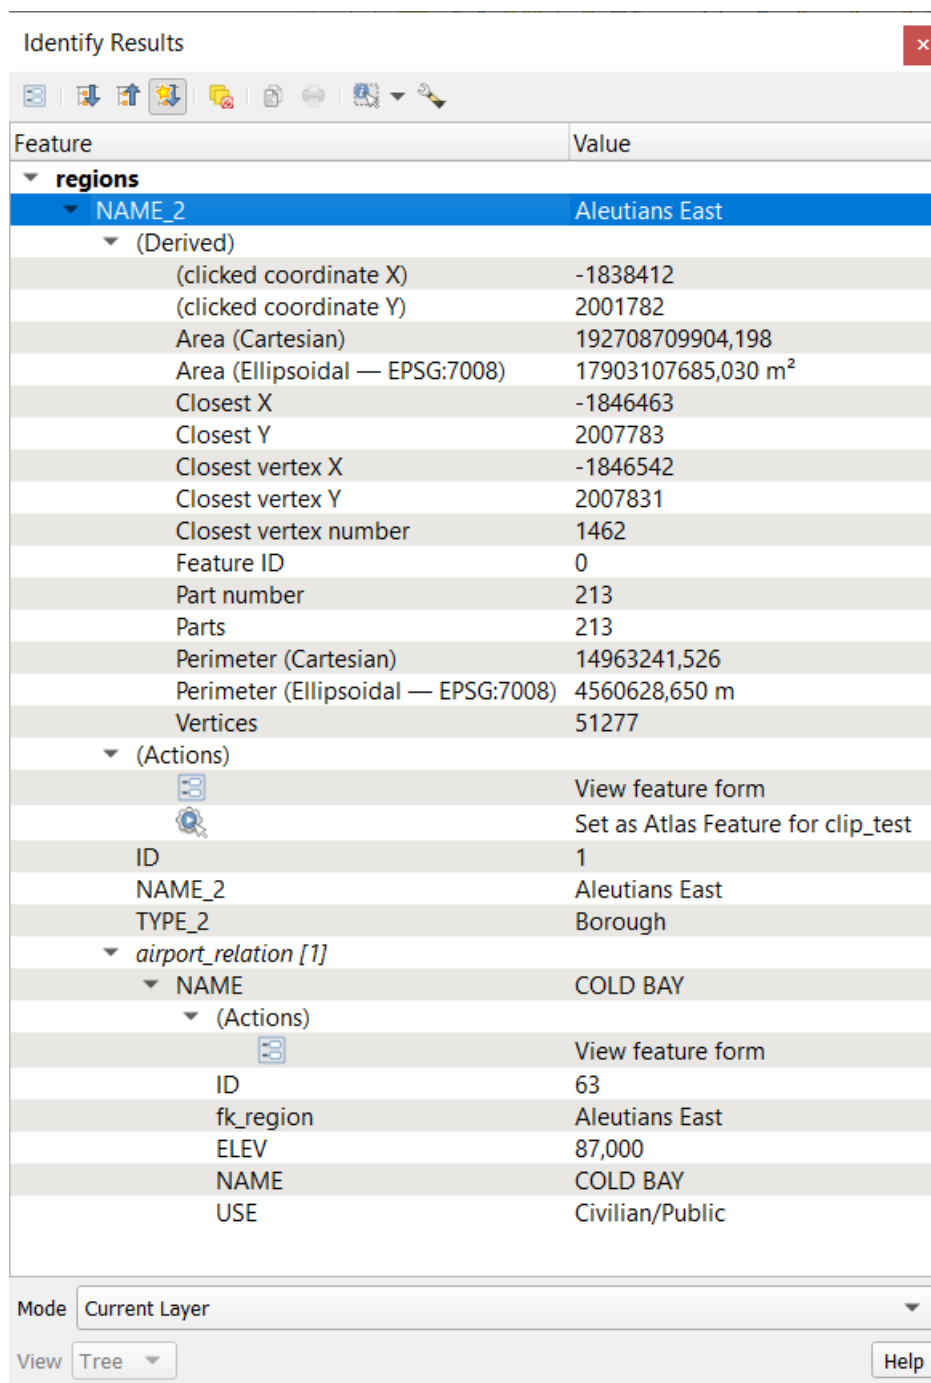 Identify Results
Feature Value
regions
NAME_2 Aleutians East
(Derived)
(clicked coordinate X) -1838412
(clicked coordinate Y) 2001782
Area (Cartesian) 192708709904,198
Area (Ellipsoidal — EPSG:7008) 17903107685,030 m²
Closest X -1846463
Closest Y 2007783
Closest vertex X -1846542
Closest vertex Y 2007831
Closest vertex number 1462
Feature ID 0
Part number 213
Parts 213
Perimeter (Cartesian) 14963241,526
Perimeter (Ellipsoidal — EPSG:7008) 4560628,650 m
Vertices 51277
(Actions)
View feature form
Set as Atlas Feature for clip_test
ID 1
NAME_2 Aleutians East
TYPE_2 Borough
airport_relation [1]
NAME COLD BAY
(Actions)
View feature form
ID 63
fk_region Aleutians East
ELEV 87,000
NAME COLD BAY
USE Civilian/Public
Mode Current Layer
View Tree Help